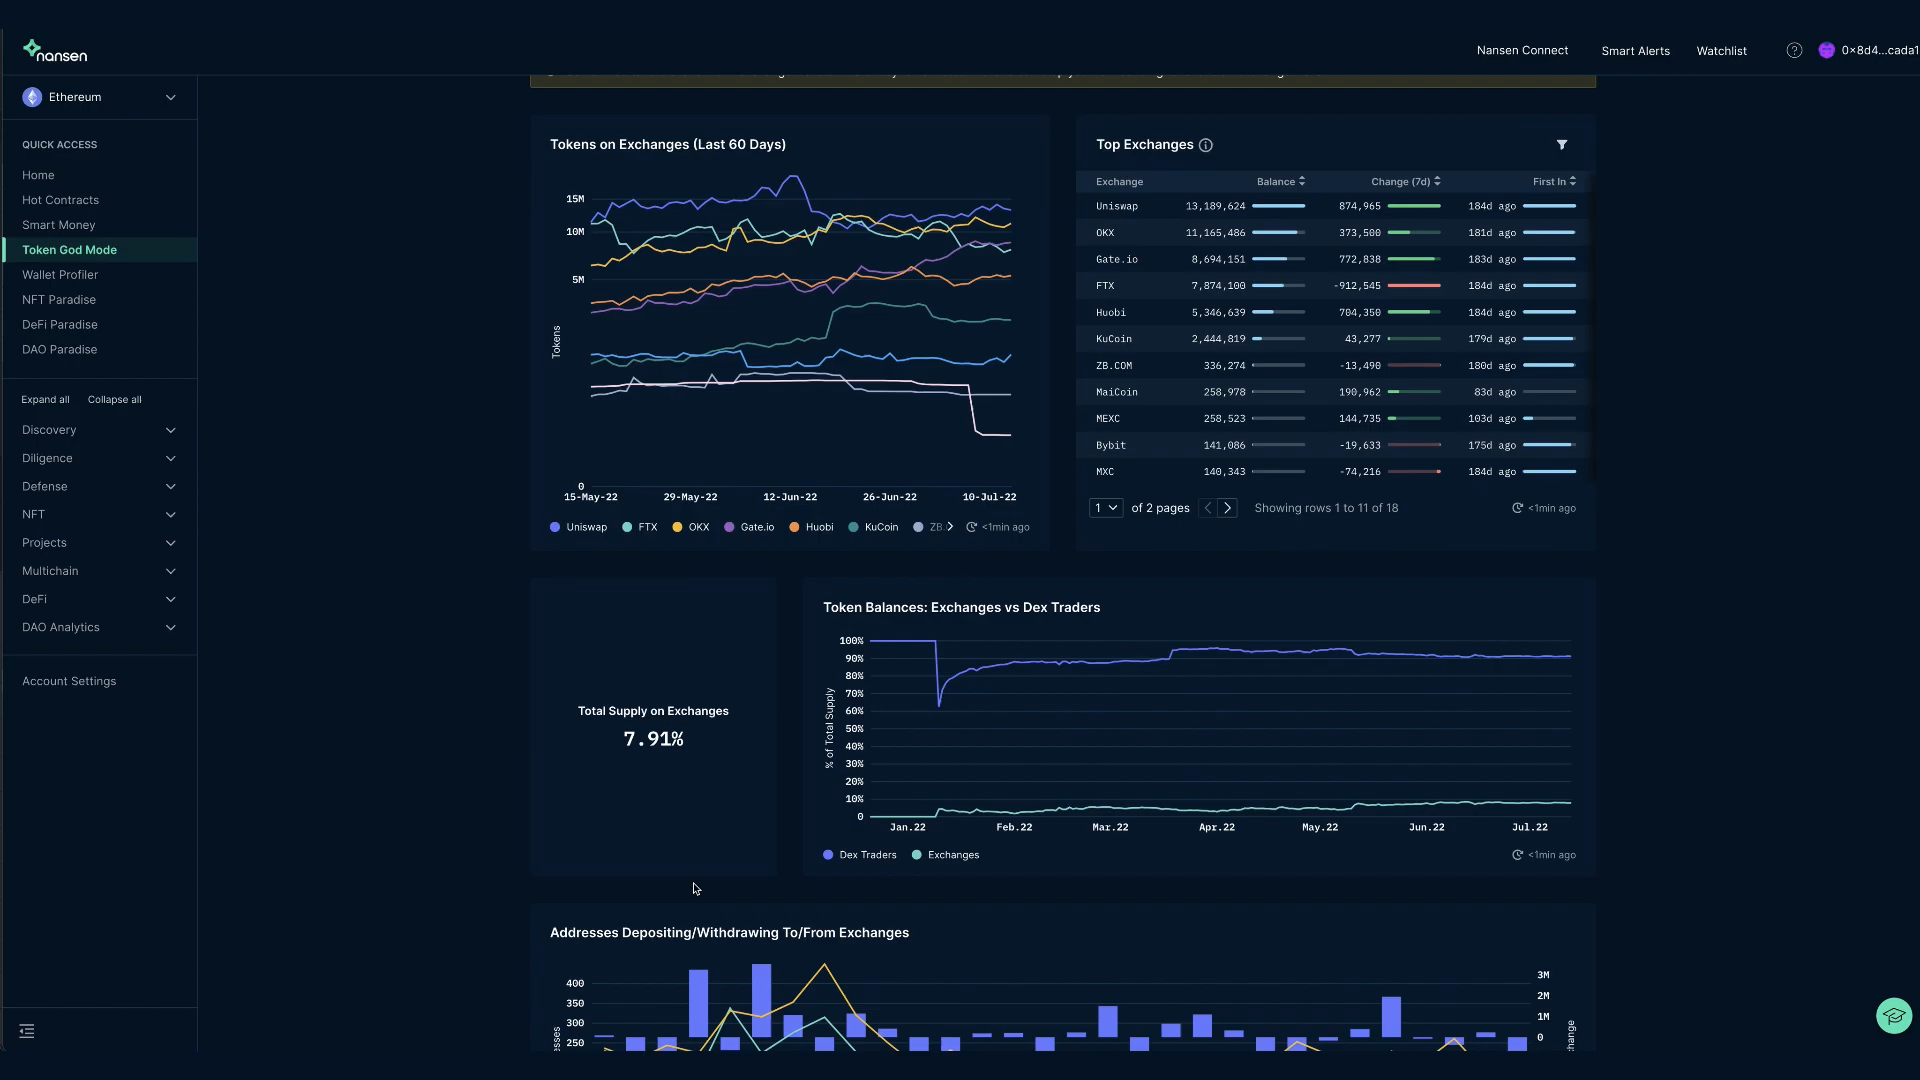 nansen
Nansen Connect
Smart Alerts
Watchlist
0x8d4...cada1
Ethereum
QUICK ACCESS
Home
Hot Contracts
Smart Money
Token God Mode
Wallet Profiler
NFT Paradise
DeFi Paradise
DAO Paradise
Expand all Collapse all
Discovery
Diligence
Defense
NFT
Projects
Multichain
DeFi
DAO Analytics
Account Settings
Tokens on Exchanges (Last 60 Days)
15M
10M
5M
0
Tokens
15-May-22 29-May-22 12-Jun-22 26-Jun-22 10-Jul-22
Uniswap FTX OKX Gate.io Huobi KuCoin ZB. <1min ago
Top Exchanges
Exchange Balance Change (7d) First In
Uniswap 13,189,624 874,965 184d ago
OKX 11,165,486 373,500 181d ago
Gate.io 8,694,151 772,838 183d ago
FTX 7,874,100 -912,545 184d ago
Huobi 5,346,639 704,350 184d ago
KuCoin 2,444,819 43,277 179d ago
ZB.COM 336,274 -13,490 180d ago
MaiCoin 258,978 190,962 83d ago
MEXC 258,523 144,735 103d ago
Bybit 141,086 -19,633 175d ago
MXC 140,343 -74,216 184d ago
1 of 2 pages Showing rows 1 to 11 of 18 <1min ago
Total Supply on Exchanges
7.91%
Token Balances: Exchanges vs Dex Traders
100%
90%
80%
70%
60%
50%
40%
30%
20%
10%
0
% of Total Supply
Jan.22 Feb.22 Mar.22 Apr.22 May.22 Jun.22 Jul.22
Dex Traders Exchanges <1min ago
Addresses Depositing/Withdrawing To/From Exchanges
400
350
300
250
3M
2M
1M
0